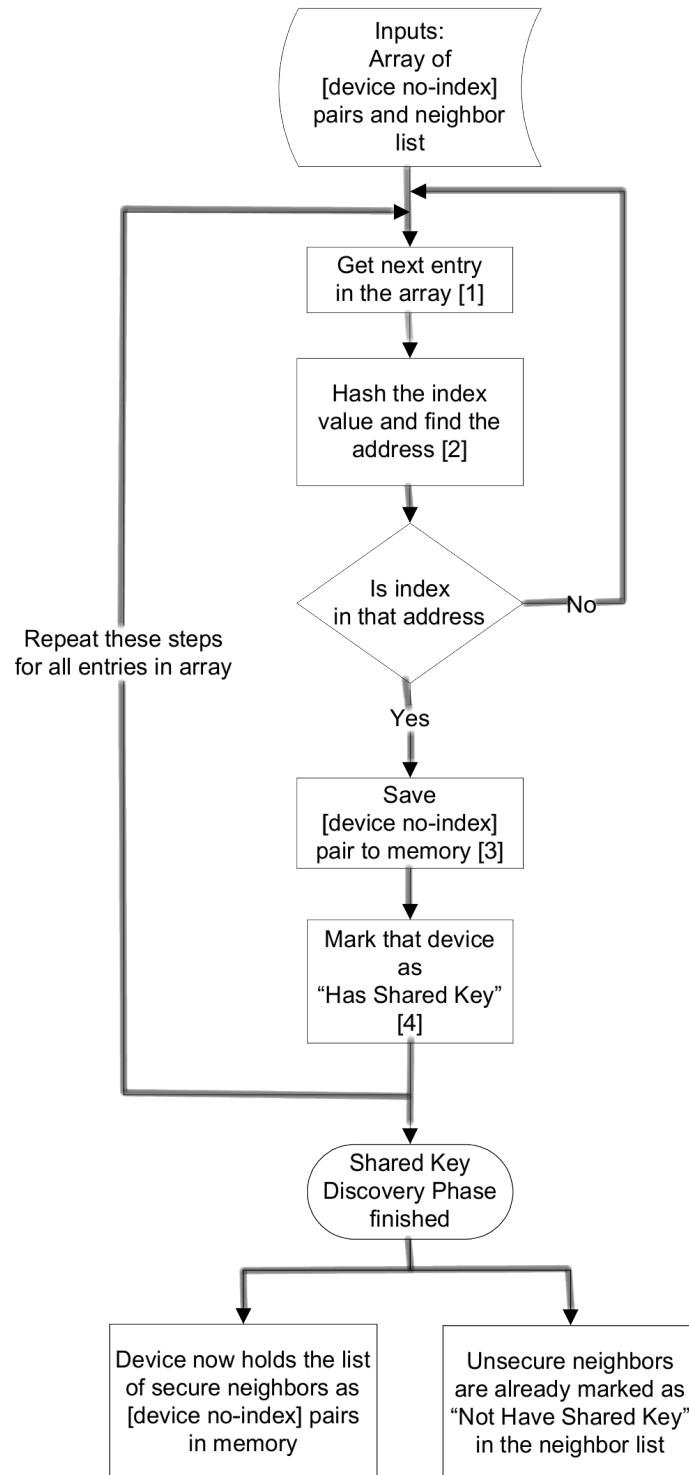 Inputs:
Array of
[device no-index]
pairs and neighbor
list
Get next entry
in the array [1]
Hash the index
value and find the
address [2]
Is index
in that address
No
Repeat these steps
for all entries in array
Yes
Save
[device no-index]
pair to memory [3]
Mark that device
as
“Has Shared Key”
[4]
Shared Key
Discovery Phase
finished
Device now holds the list
of secure neighbors as
[device no-index] pairs
in memory
Unsecure neighbors
are already marked as
“Not Have Shared Key”
in the neighbor list